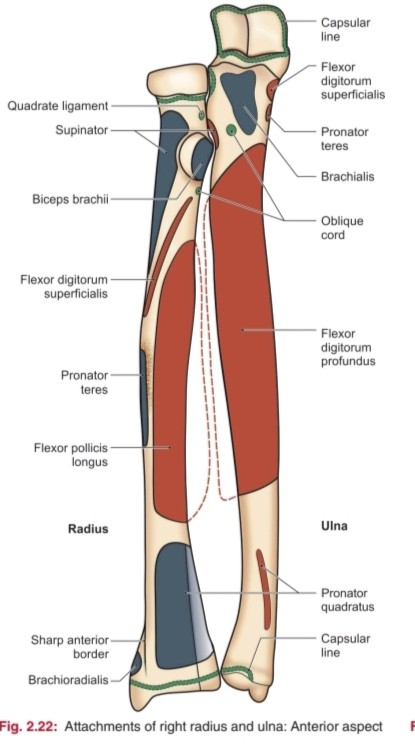 Capsular
line
Flexor
digitorum
superficialis
Quadrate ligament
Supinator
Pronator
teres
Brachialis
Biceps brachii
Oblique
cord
Flexor digitorum
superficialis
Flexor
digitorum
profundus
Pronator
teres
Flexor pollicis
longus
Radius
Ulna
Pronator
quadratus
Sharp anterior
border
Capsular
line
Brachioradialis
Fig. 2.22: Attachments of right radius and ulna: Anterior aspect
F